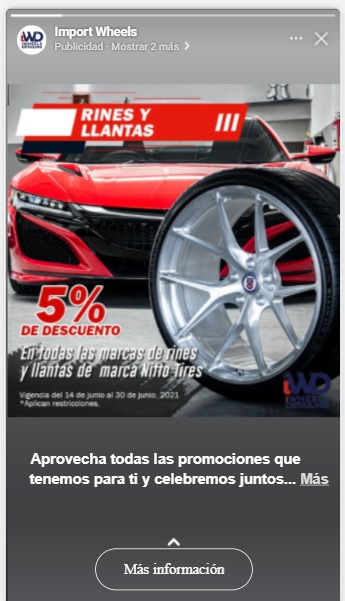 Import Wheels
Publicidad · Mostrar 2 más
RINES Y
LLANTAS
5%
DE DESCUENTO
En todas las marcas de rines
y llantas de marca Nitto Tires
Vigencia del 14 de junio al 30 de junio, 2021
*Aplican restricciones.
WD
Aprovecha todas las promociones que
tenemos para ti y celebremos juntos... Más
Más información